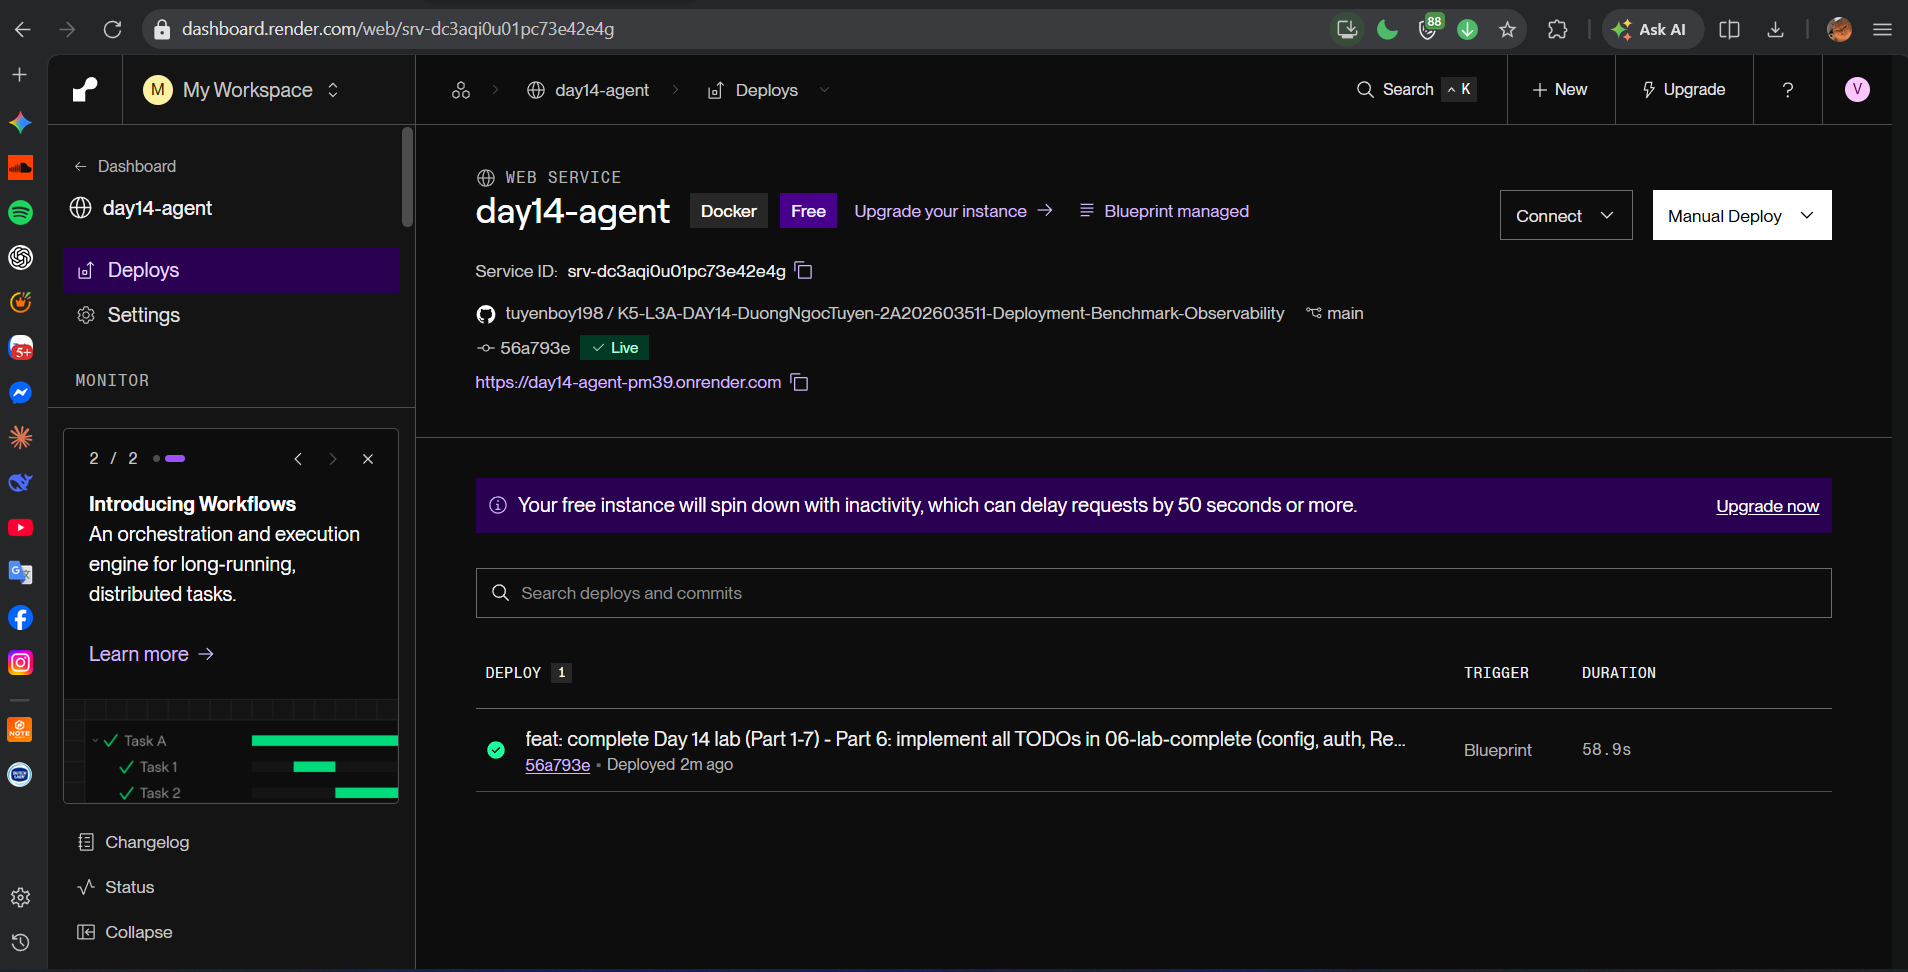 dashboard.render.com/web/srv-dc3aqi0u01pc73e42e4g
88
Ask AI
M My Workspace
day14-agent
Deploys
Search ^ K
+ New
Upgrade
?
V
Dashboard
day14-agent
Deploys
Settings
MONITOR
2 / 2
Introducing Workflows
An orchestration and execution
engine for long-running,
distributed tasks.
Learn more
Task A
Task 1
Task 2
Changelog
Status
Collapse
5+
NOTE
WEB SERVICE
day14-agent Docker Free Upgrade your instance Blueprint managed
Connect
Manual Deploy
Service ID: srv-dc3aqi0u01pc73e42e4g
tuyenboy198 / K5-L3A-DAY14-DuongNgocTuyen-2A202603511-Deployment-Benchmark-Observability main
56a793e Live
https://day14-agent-pm39.onrender.com
Your free instance will spin down with inactivity, which can delay requests by 50 seconds or more.
Upgrade now
Search deploys and commits
DEPLOY 1 TRIGGER DURATION
feat: complete Day 14 lab (Part 1-7) - Part 6: implement all TODOs in 06-lab-complete (config, auth, Re...
56a793e • Deployed 2m ago
Blueprint 58.9s